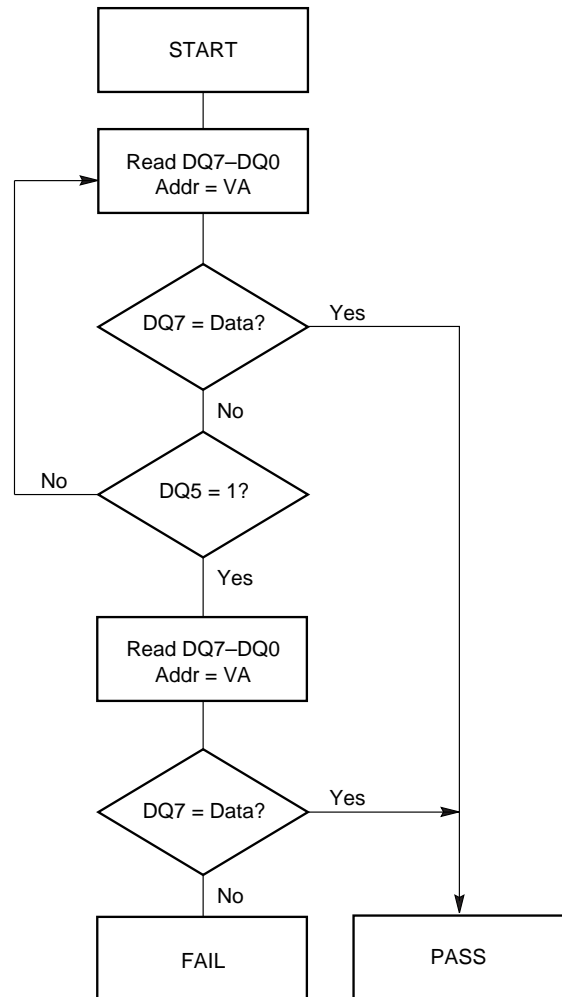 START
Read DQ7–DQ0
Addr = VA
DQ7 = Data?
Yes
No
No
DQ5 = 1?
Yes
Read DQ7–DQ0
Addr = VA
DQ7 = Data?
Yes
No
FAIL
PASS